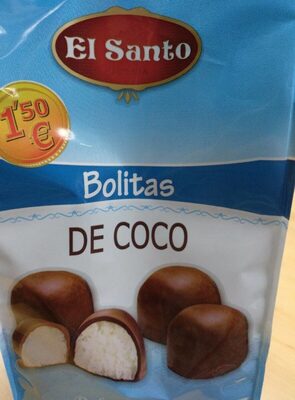 El Santo
1'50
€
Bolitas
DE COCO